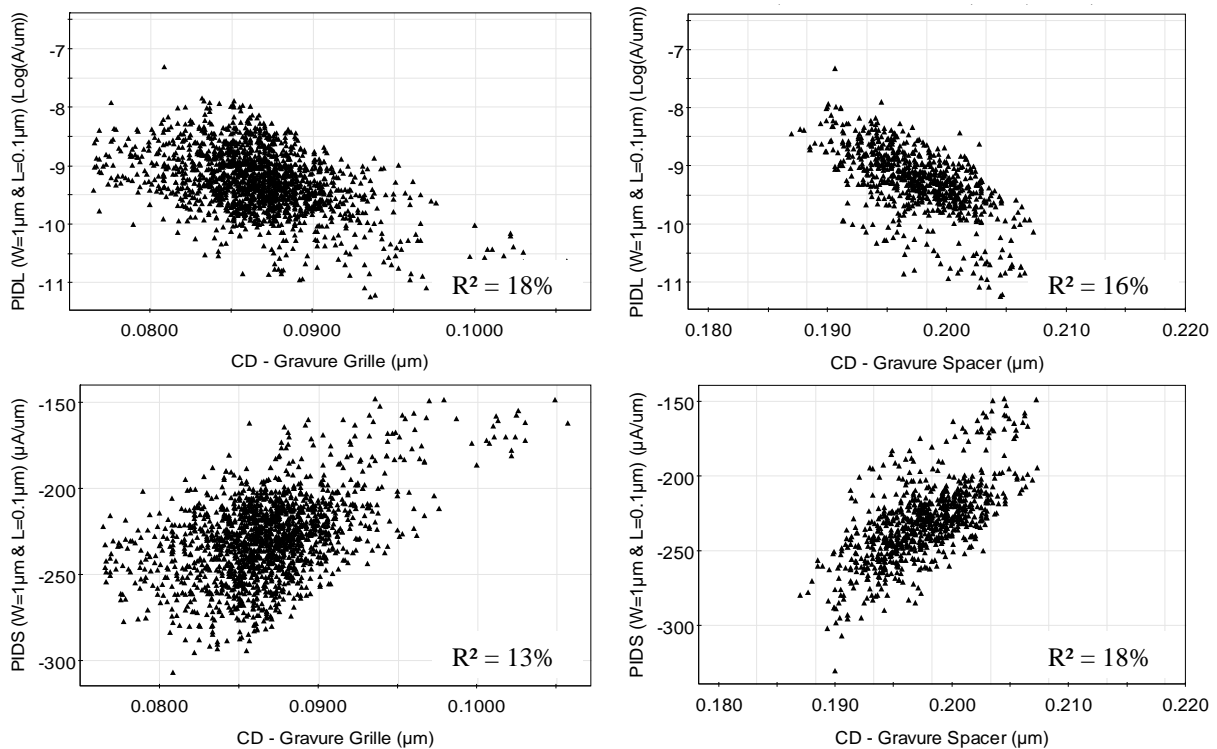 PIDL (W=1µm & L=0.1µm) (Log(A/um))
-7
-8
-9
-10
-11
0.0800
0.0900
0.1000
R² = 18%
CD - Gravure Grille (µm)
PIDL (W=1µm & L=0.1µm) (Log(A/um))
-7
-8
-9
-10
-11
0.180
0.190
0.200
0.210
0.220
R² = 16%
CD - Gravure Spacer (µm)
PIDS (W=1µm & L=0.1µm) (µA/um)
-150
-200
-250
-300
0.0800
0.0900
0.1000
R² = 13%
CD - Gravure Grille (µm)
PIDS (W=1µm & L=0.1µm) (µA/um)
-150
-200
-250
-300
0.180
0.190
0.200
0.210
0.220
R² = 18%
CD - Gravure Spacer (µm)